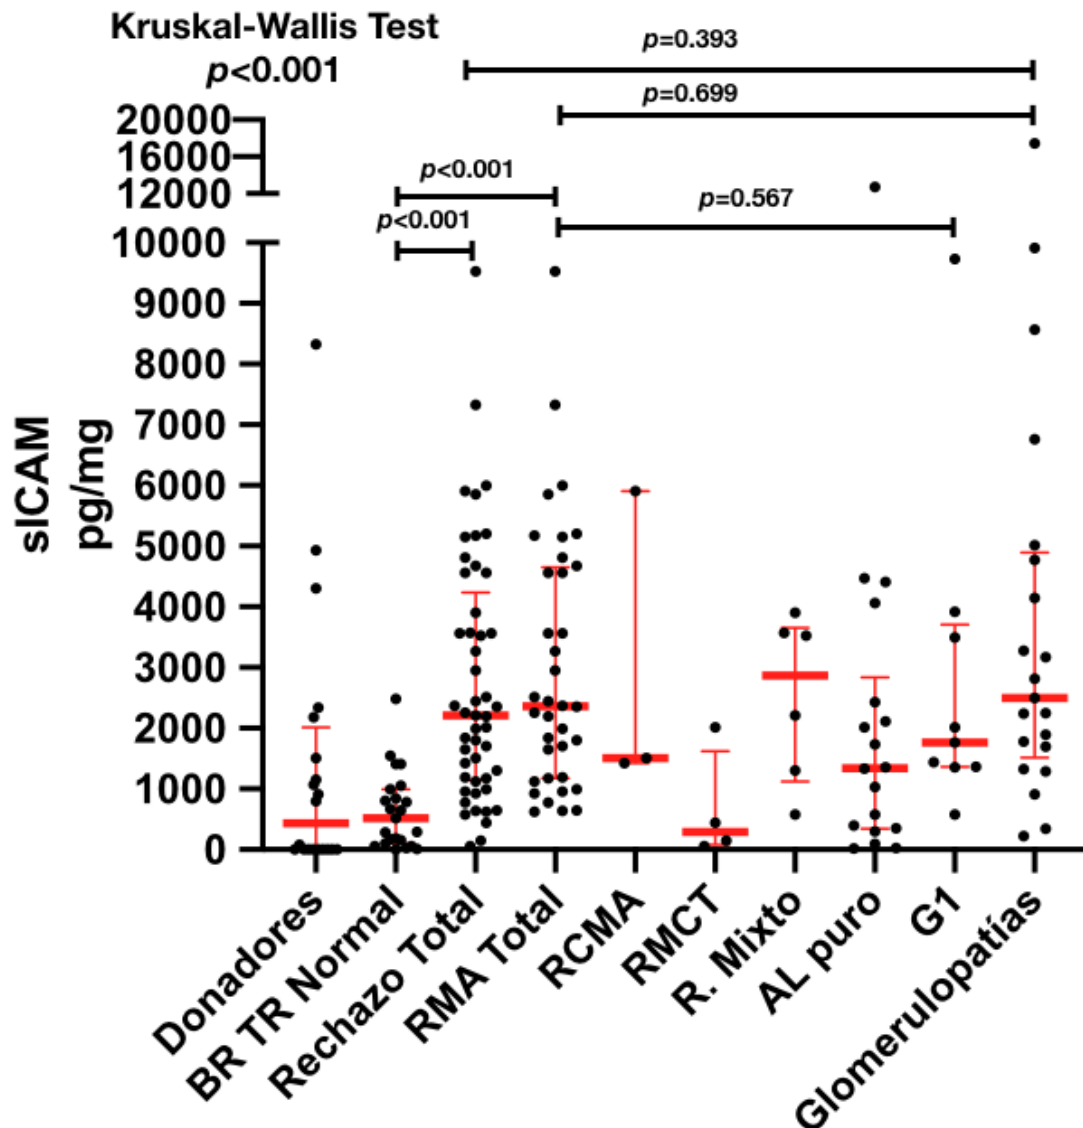 Kruskal-Wallis Test
p<0.001
p=0.393
p=0.699
p<0.001
p=0.567
p<0.001
20000
16000
12000
10000
9000
8000
7000
6000
5000
4000
3000
2000
1000
0
sICAM
pg/mg
Donadores
BR TR Normal
Rechazo Total
RMA Total
RCMA
RMCT
R. Mixto
AL puro
G1
Glomerulopatías